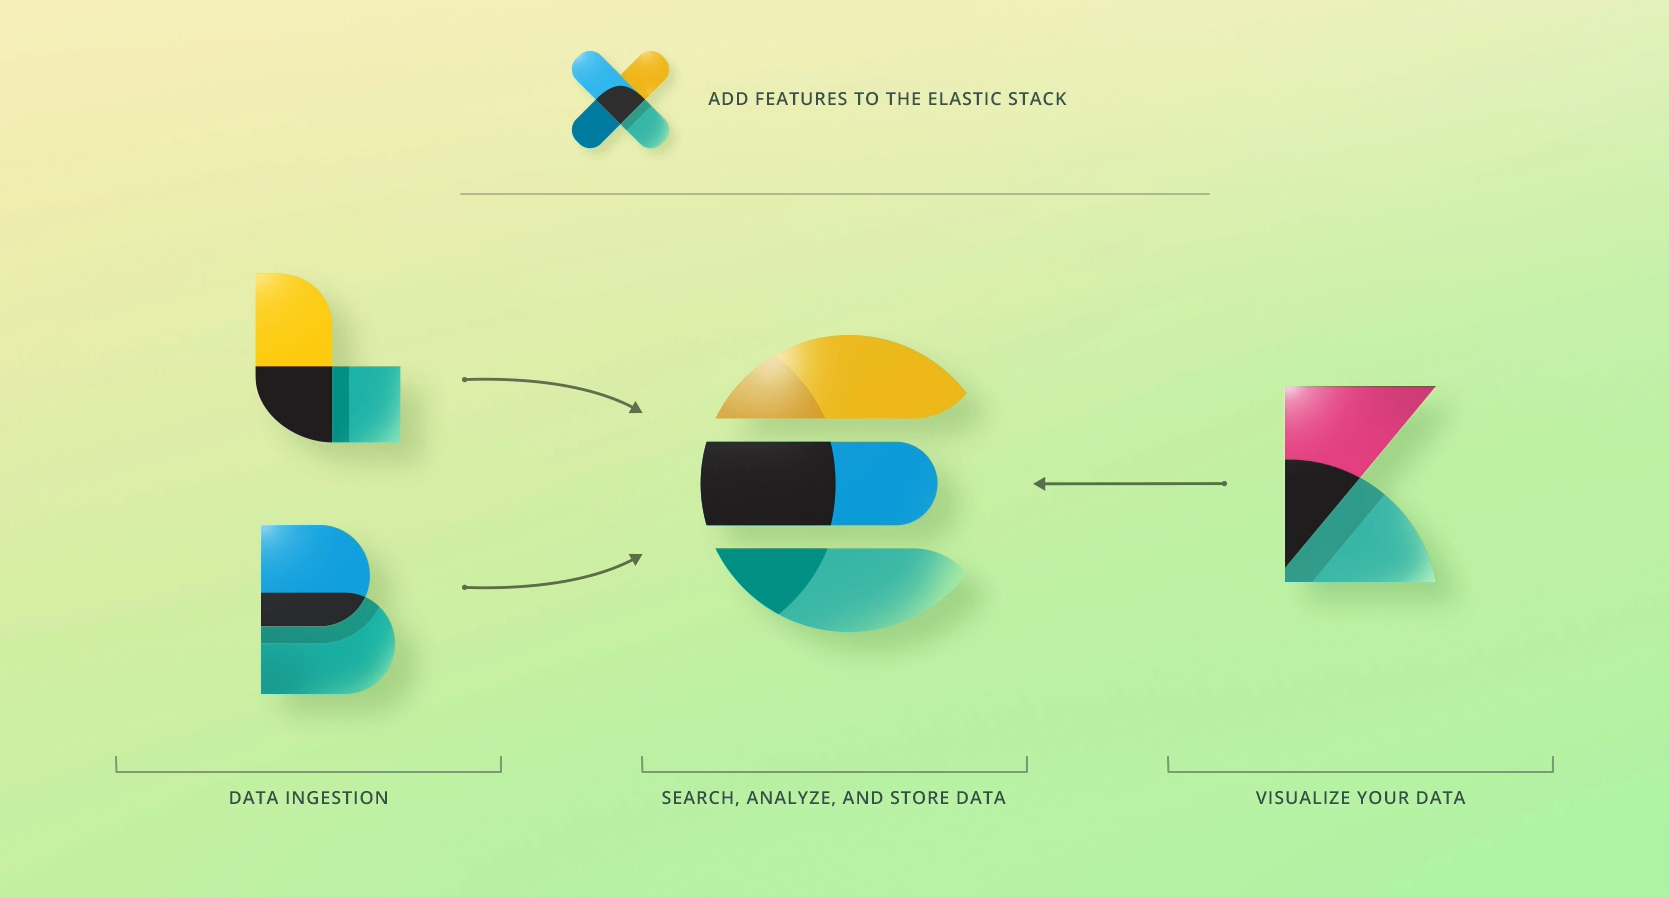 ADD FEATURES TO THE ELASTIC STACK
DATA INGESTION
SEARCH, ANALYZE, AND STORE DATA
VISUALIZE YOUR DATA